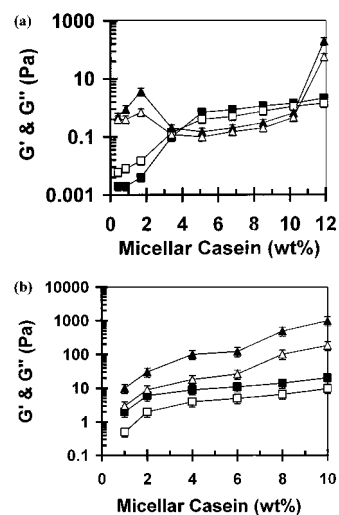 (a)
G' & G" (Pa)
1000
10
0.1
0.001
0 2 4 6 8 10 12
Micellar Casein (wt%)
(b)
G' & G" (Pa)
10000
1000
100
10
1
0.1
0 2 4 6 8 10
Micellar Casein (wt%)